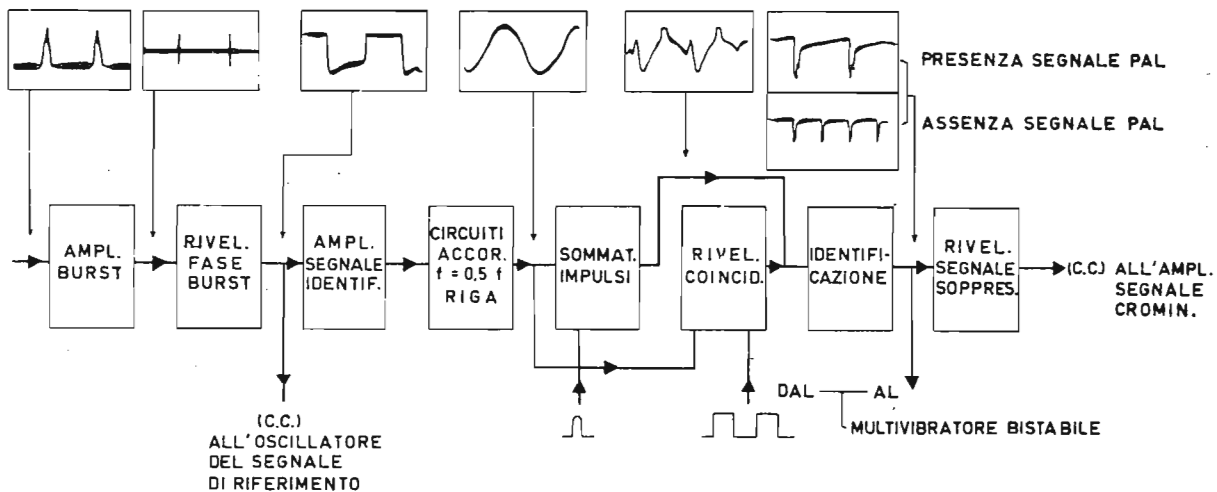 PRESENZA SEGNALE PAL
ASSENZA SEGNALE PAL
AMPL.
BURST
RIVEL.
FASE
BURST
AMPL.
SEGNALE
IDENTIF.
CIRCUITI
ACCOR.
f = 0,5 f
RIGA
SOMMAT.
IMPULSI
RIVEL.
COINCID.
IDENTIFI-
CAZIONE
RIVEL.
SEGNALE
SOPPRES.
(C.C.) ALL'AMPL.
SEGNALE
CROMIN.
(C.C.)
ALL'OSCILLATORE
DEL SEGNALE
DI RIFERIMENTO
DAL AL
MULTIVIBRATORE BISTABILE